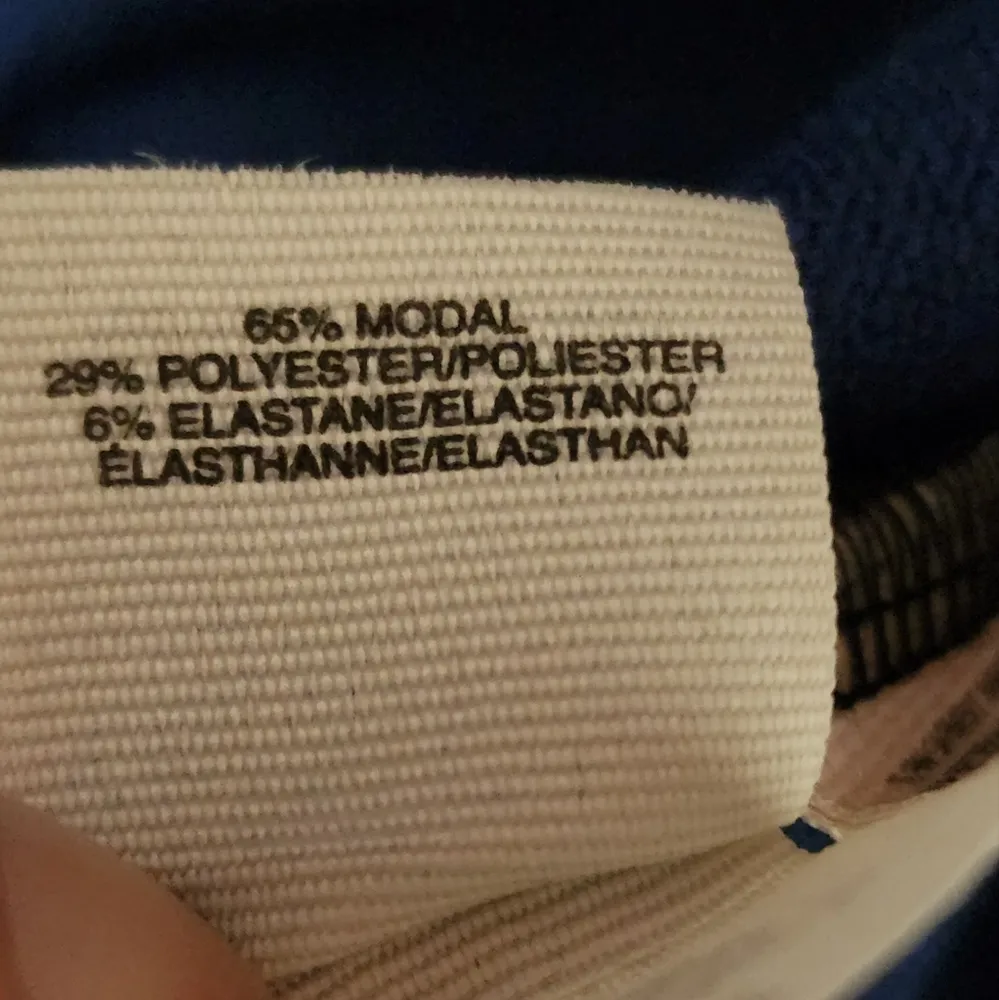 65% MODAL
29% POLYESTER/POLIESTER
6% ELASTANE/ELASTANO/
ÉLASTHANNE/ELASTHAN